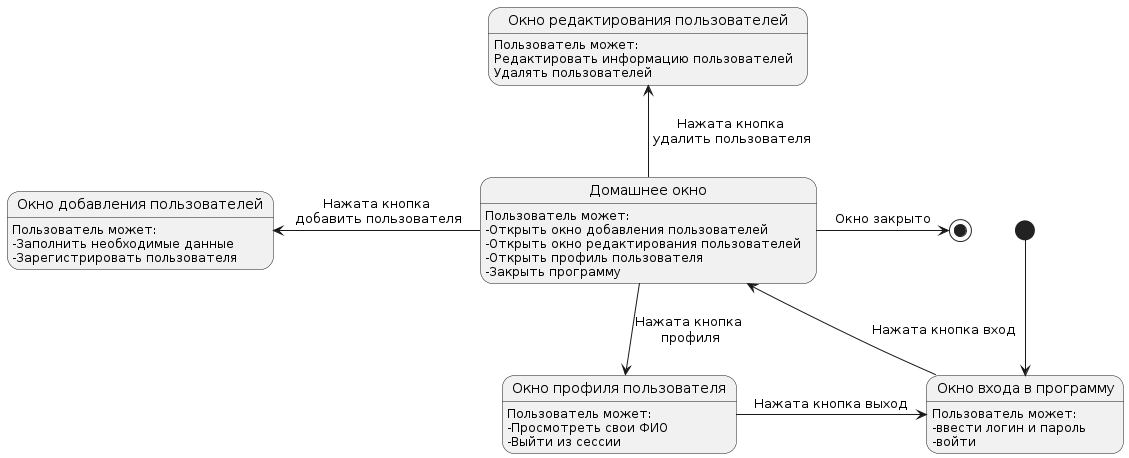 Окно редактирования пользователей
Пользователь может:
Редактировать информацию пользователей
Удалять пользователей
Нажата кнопка
удалить пользователя
Окно добавления пользователей
Пользователь может:
-Заполнить необходимые данные
-Зарегистрировать пользователя
Нажата кнопка
добавить пользователя
Домашнее окно
Пользователь может:
-Открыть окно добавления пользователей
-Открыть окно редактирования пользователей
-Открыть профиль пользователя
-Закрыть программу
Окно закрыто
Нажата кнопка
профиля
Нажата кнопка вход
Окно профиля пользователя
Пользователь может:
-Просмотреть свои ФИО
-Выйти из сессии
Нажата кнопка выход
Окно входа в программу
Пользователь может:
-ввести логин и пароль
-войти